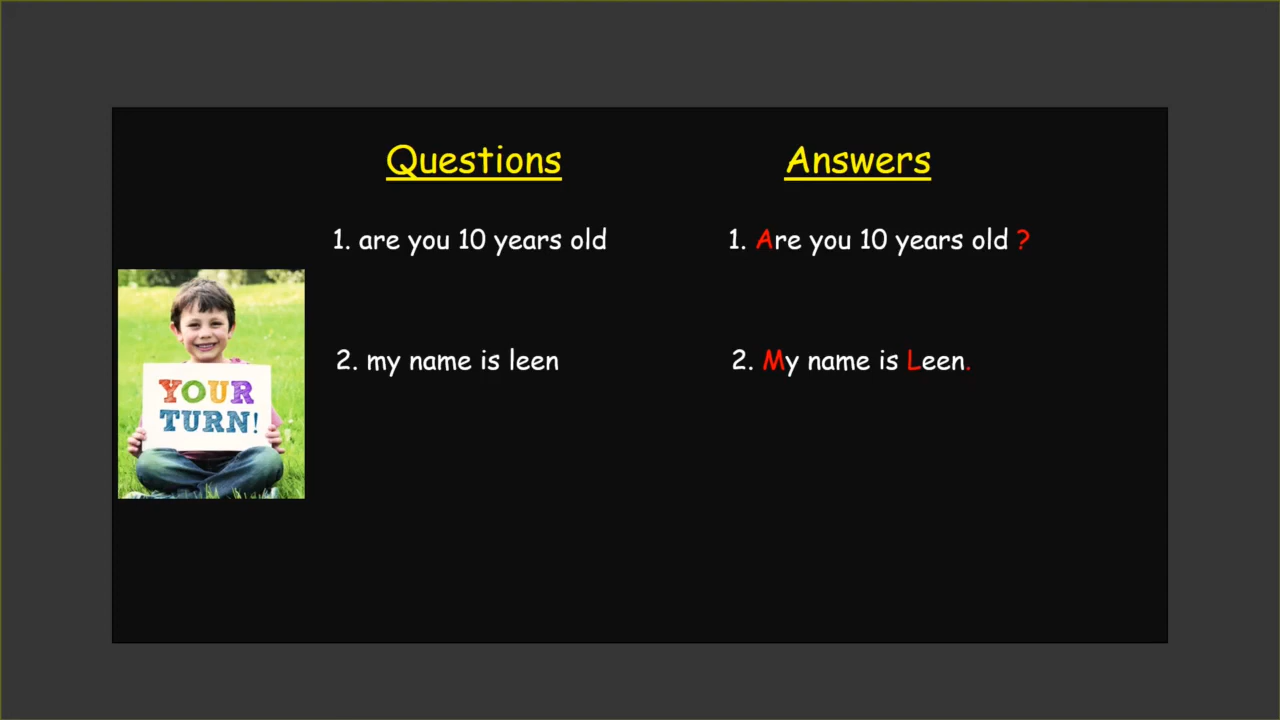 Questions
Answers
1. are you 10 years old
1. Are you 10 years old ?
2. my name is leen
2. My name is Leen.
YOUR
TURN!